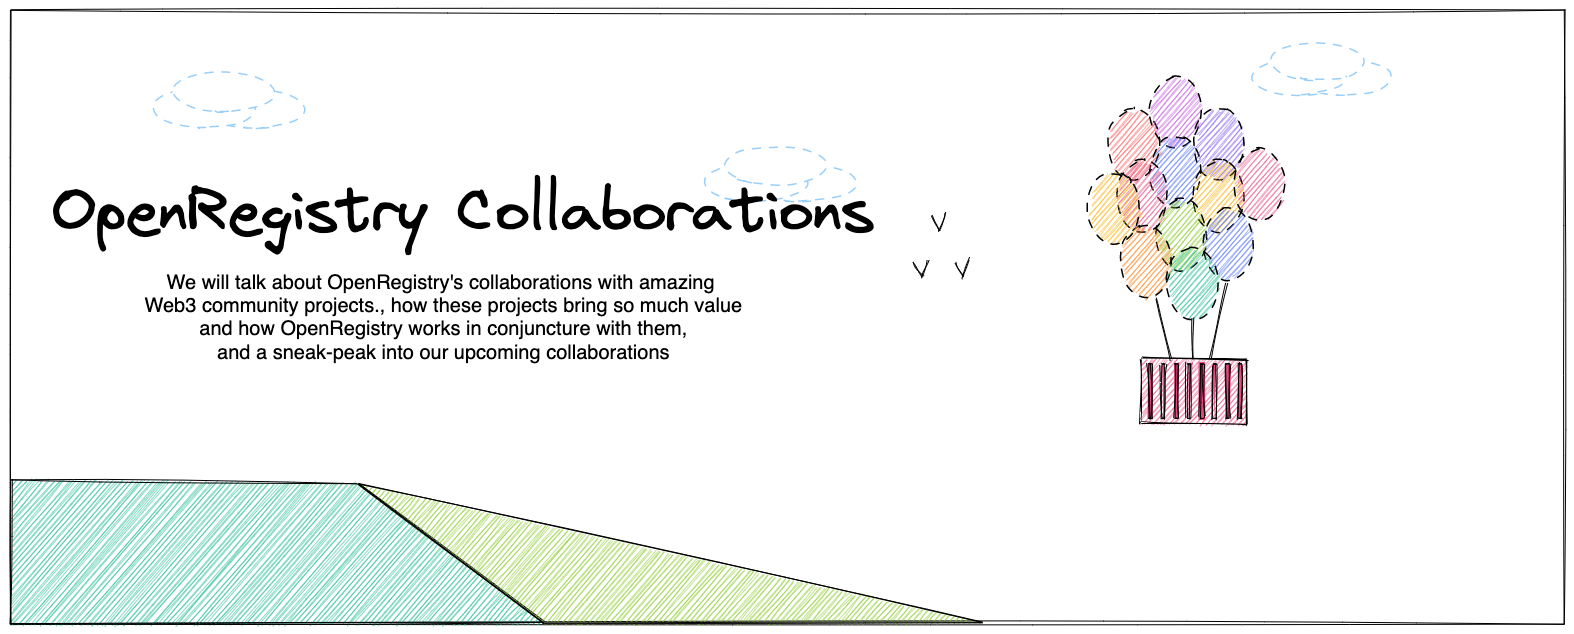 OpenRegistry Collaborations
We will talk about OpenRegistry's collaborations with amazing
Web3 community projects., how these projects bring so much value
and how OpenRegistry works in conjuncture with them,
and a sneak-peak into our upcoming collaborations